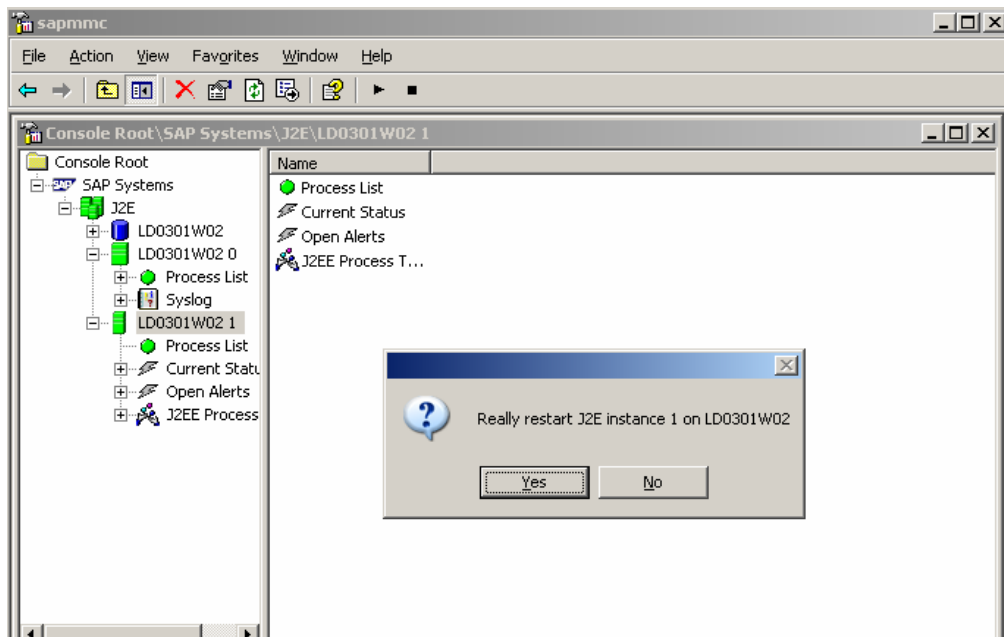 sapmmc
File Action View Favorites Window Help
Console Root\SAP Systems\J2E\LD0301W02 1
Console Root
SAP Systems
J2E
LD0301W02
LD0301W02 0
Process List
Syslog
LD0301W02 1
Process List
Current Statu
Open Alerts
J2EE Process
Name
Process List
Current Status
Open Alerts
J2EE Process T...
Really restart J2E instance 1 on LD0301W02
Yes No